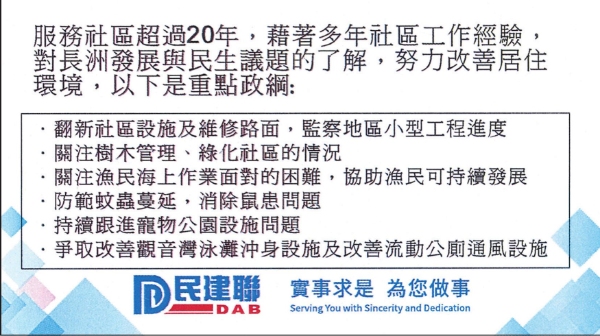 服務社區超過20年，藉著多年社區工作經驗，
對長洲發展與民生議題的了解，努力改善居住
環境，以下是重點政綱:
· 翻新社區設施及維修路面，監察地區小型工程進度
· 關注樹木管理、綠化社區的情況
· 關注漁民海上作業面對的困難，協助漁民可持續發展
· 防範蚊蟲蔓延，消除鼠患問題
· 持續跟進寵物公園設施問題
· 爭取改善觀音灣泳灘沖身設施及改善流動公廁通風設施
民建聯 實事求是 為您做事
DAB Serving You with Sincerity and Dedication